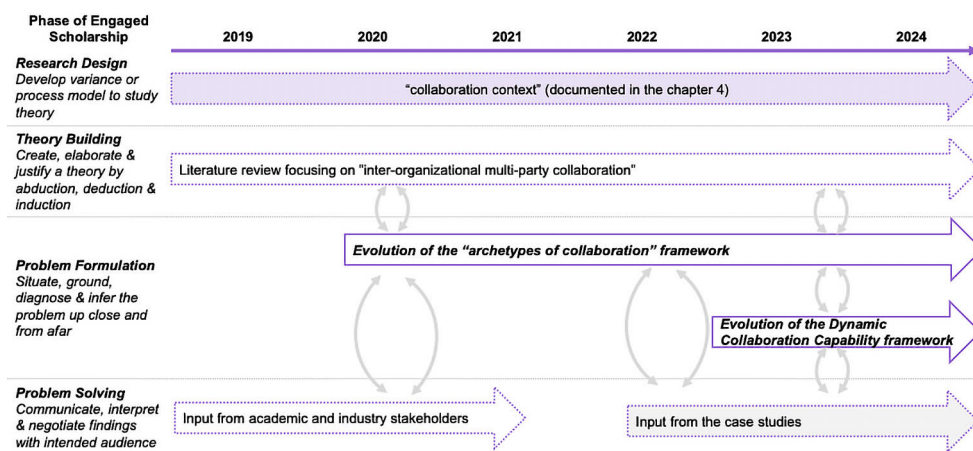 Phase of Engaged
Scholarship
2019 2020 2021 2022 2023 2024
Research Design
Develop variance or
process model to study
theory
“collaboration context” (documented in the chapter 4)
Theory Building
Create, elaborate &
justify a theory by
abduction, deduction &
induction
Literature review focusing on "inter-organizational multi-party collaboration"
Problem Formulation
Situate, ground,
diagnose & infer the
problem up close and
from afar
Evolution of the “archetypes of collaboration” framework
Evolution of the Dynamic
Collaboration Capability framework
Problem Solving
Communicate, interpret
& negotiate findings
with intended audience
Input from academic and industry stakeholders
Input from the case studies